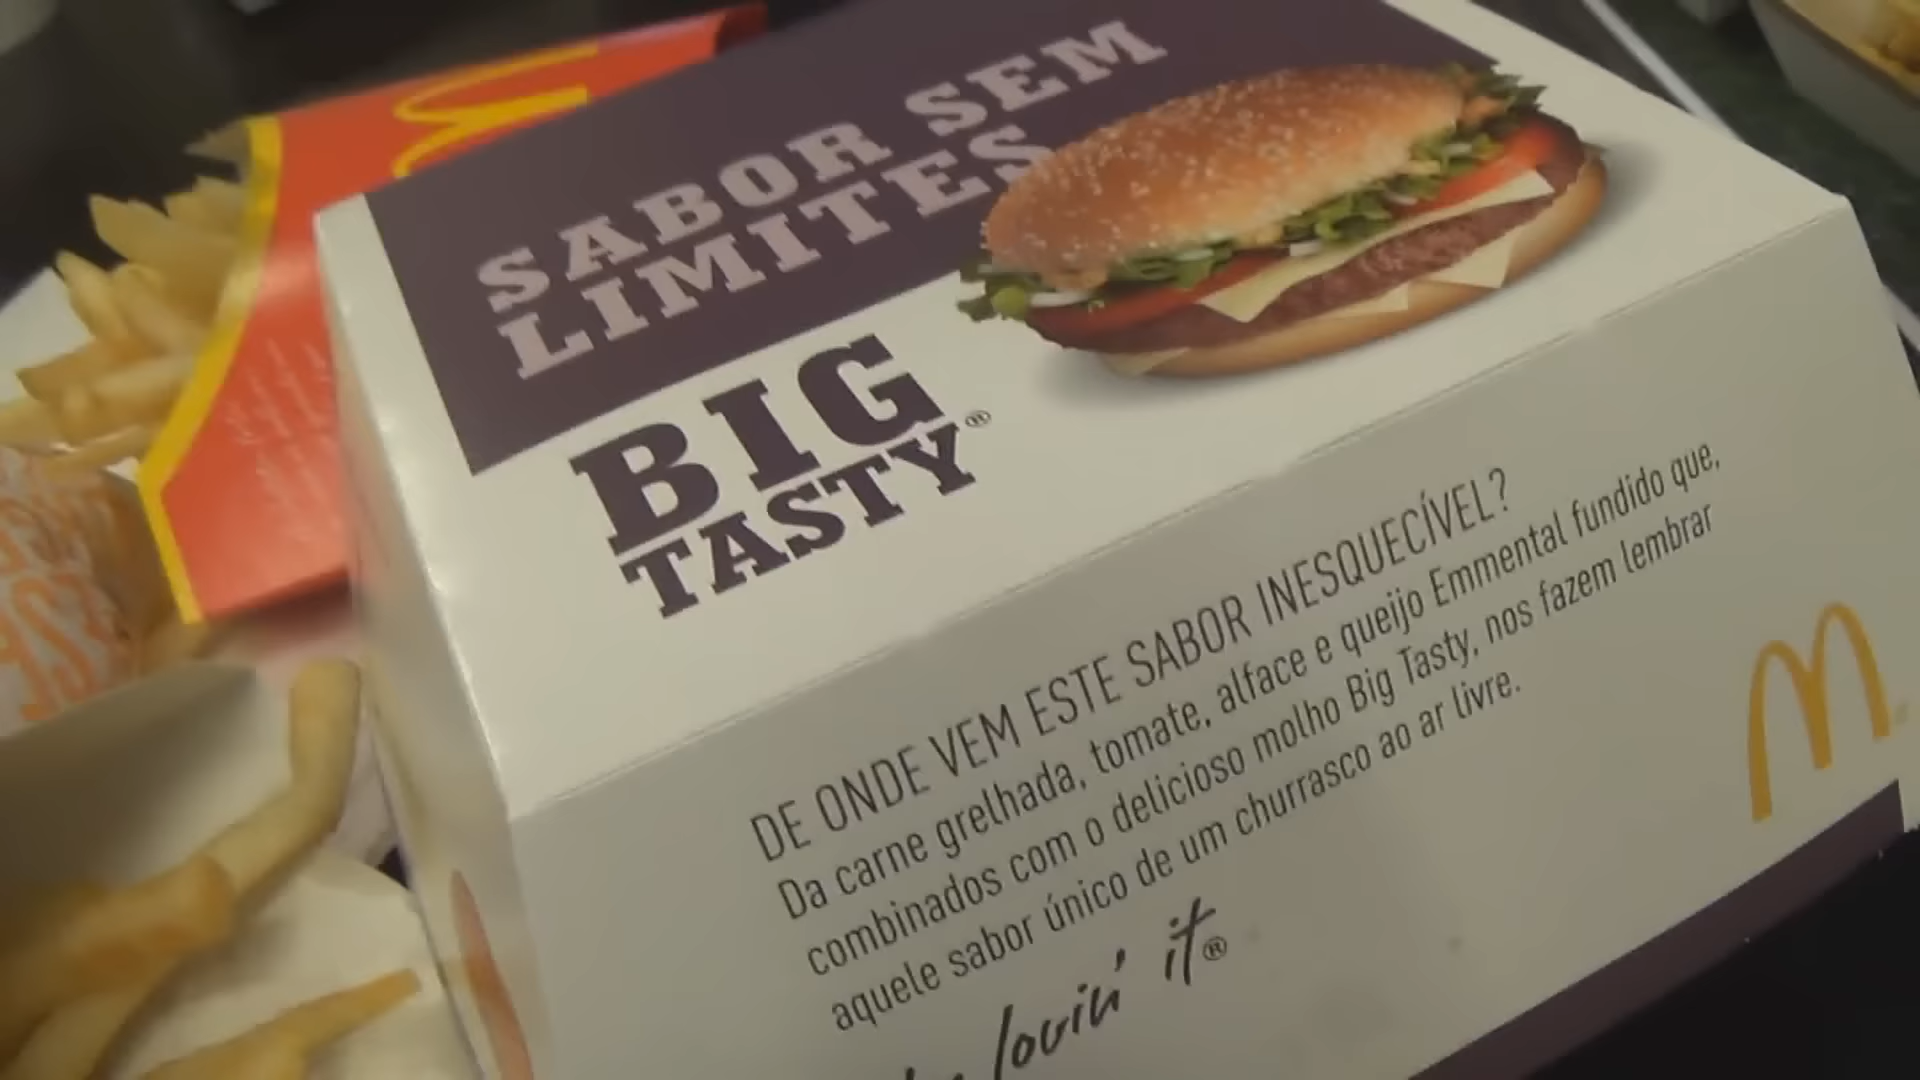 SABOR SEM
LIMITES
BIG
TASTY®
DE ONDE VEM ESTE SABOR INESQUECÍVEL?
Da carne grelhada, tomate, alface e queijo Emmental fundido que,
combinados com o delicioso molho Big Tasty, nos fazem lembrar
aquele sabor único de um churrasco ao ar livre.
lovin' it®